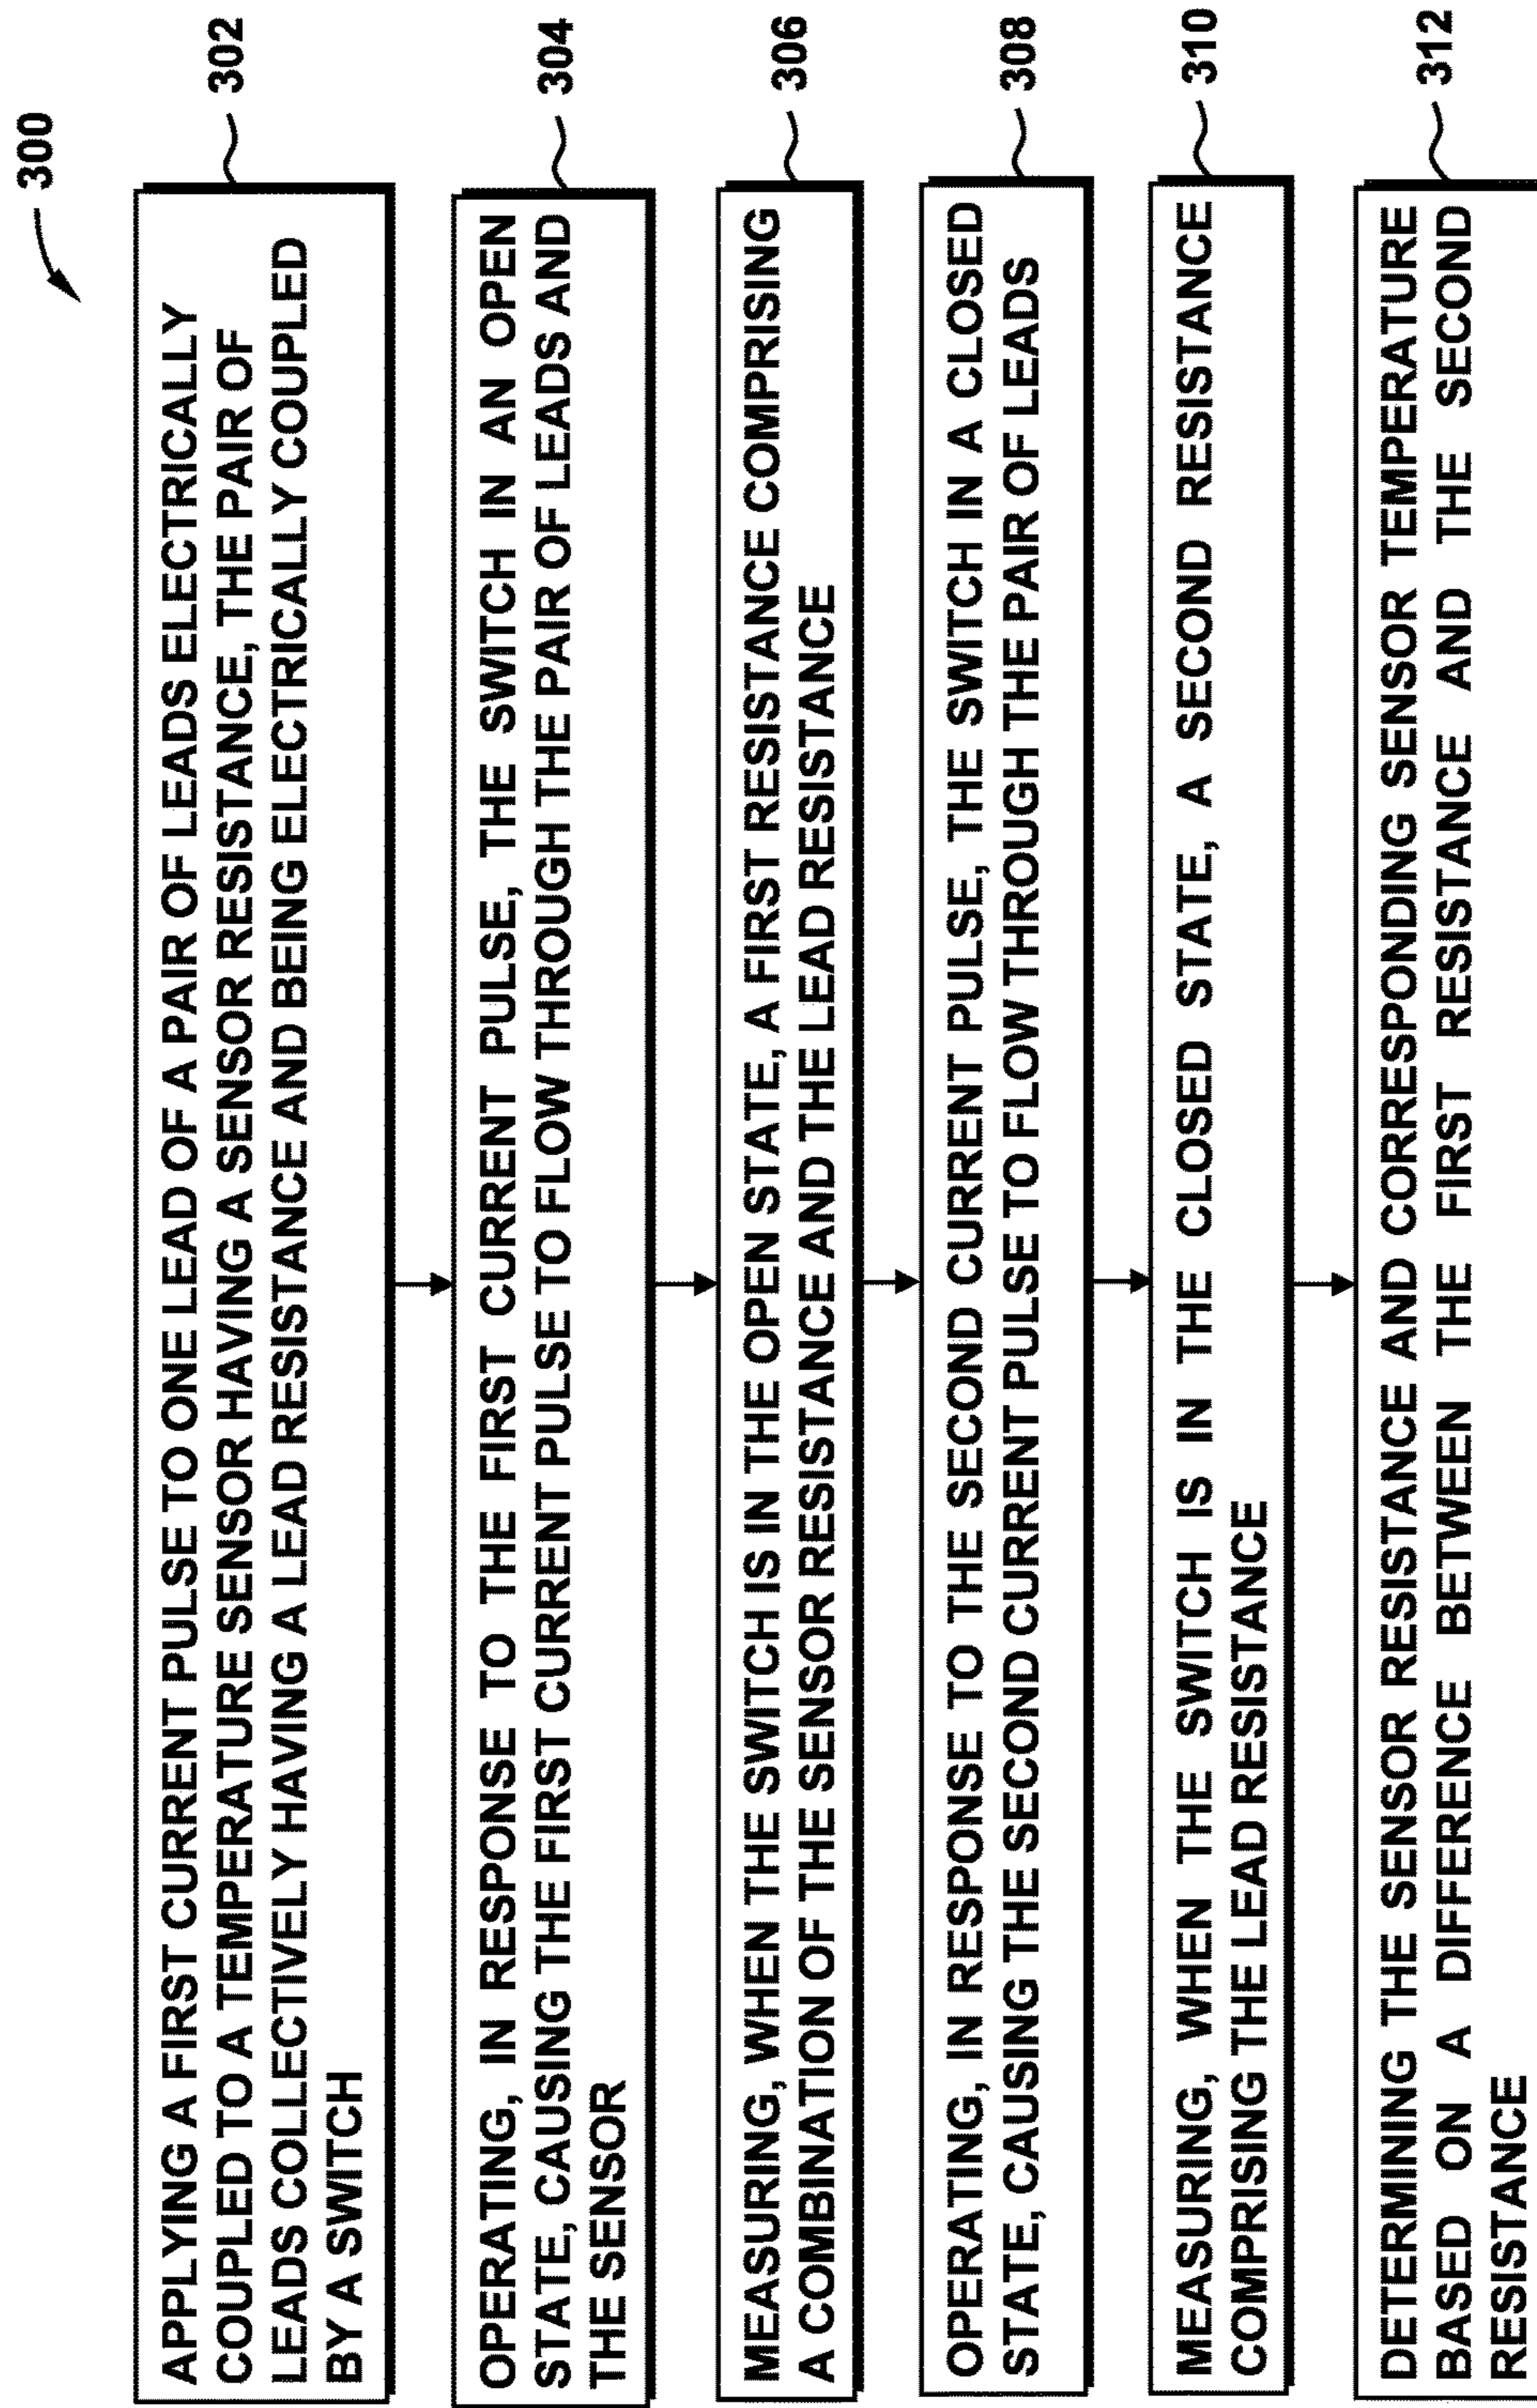 300
APPLYING A FIRST CURRENT PULSE TO ONE LEAD OF A PAIR OF LEADS ELECTRICALLY
COUPLED TO A TEMPERATURE SENSOR HAVING A SENSOR RESISTANCE, THE PAIR OF
LEADS COLLECTIVELY HAVING A LEAD RESISTANCE AND BEING ELECTRICALLY COUPLED
BY A SWITCH
302
OPERATING, IN RESPONSE TO THE FIRST CURRENT PULSE, THE SWITCH IN AN OPEN
STATE, CAUSING THE FIRST CURRENT PULSE TO FLOW THROUGH THE PAIR OF LEADS AND
THE SENSOR
304
MEASURING, WHEN THE SWITCH IS IN THE OPEN STATE, A FIRST RESISTANCE COMPRISING
A COMBINATION OF THE SENSOR RESISTANCE AND THE LEAD RESISTANCE
306
OPERATING, IN RESPONSE TO THE SECOND CURRENT PULSE, THE SWITCH IN A CLOSED
STATE, CAUSING THE SECOND CURRENT PULSE TO FLOW THROUGH THE PAIR OF LEADS
308
MEASURING, WHEN THE SWITCH IS IN THE CLOSED STATE, A SECOND RESISTANCE
COMPRISING THE LEAD RESISTANCE
310
DETERMINING THE SENSOR RESISTANCE AND CORRESPONDING SENSOR TEMPERATURE
BASED ON A DIFFERENCE BETWEEN THE FIRST RESISTANCE AND THE SECOND
RESISTANCE
312